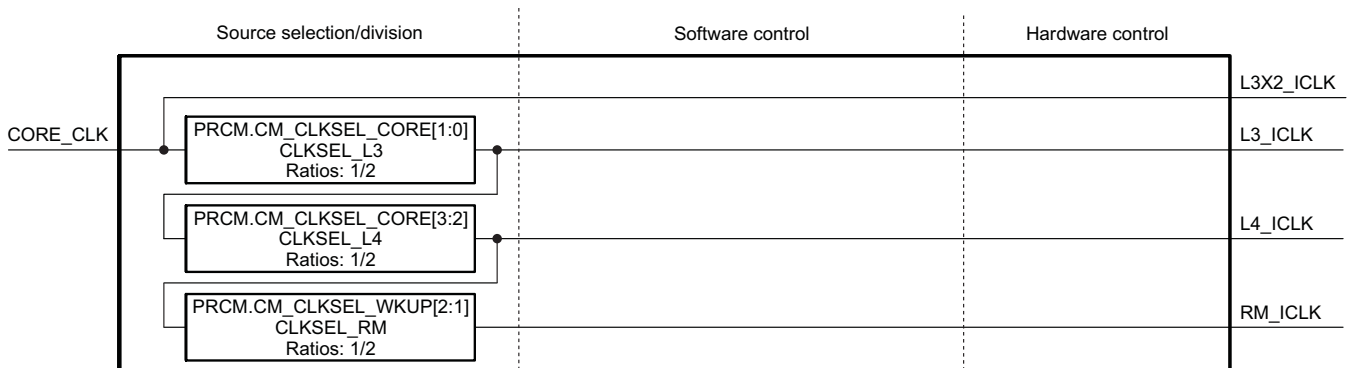 Source selection/division
Software control
Hardware control
L3X2_ICLK
CORE_CLK
PRCM.CM_CLKSEL_CORE[1:0]
CLKSEL_L3
Ratios: 1/2
L3_ICLK
PRCM.CM_CLKSEL_CORE[3:2]
CLKSEL_L4
Ratios: 1/2
L4_ICLK
PRCM.CM_CLKSEL_WKUP[2:1]
CLKSEL_RM
Ratios: 1/2
RM_ICLK